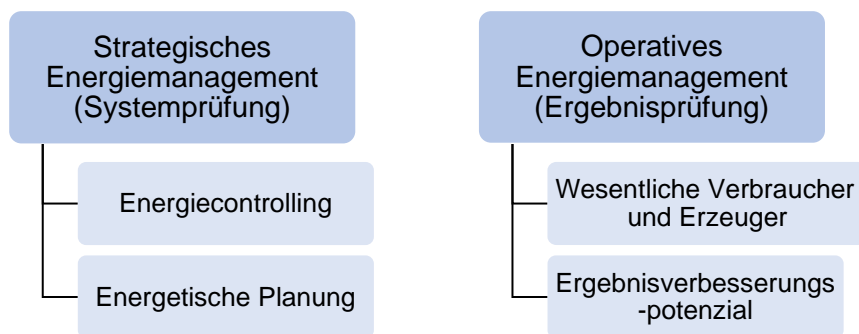 Strategisches
Energiemanagement
(Systemprüfung)
Energiecontrolling
Energetische Planung
Operatives
Energiemanagement
(Ergebnisprüfung)
Wesentliche Verbraucher
und Erzeuger
Ergebnisverbesserungs
-potenzial